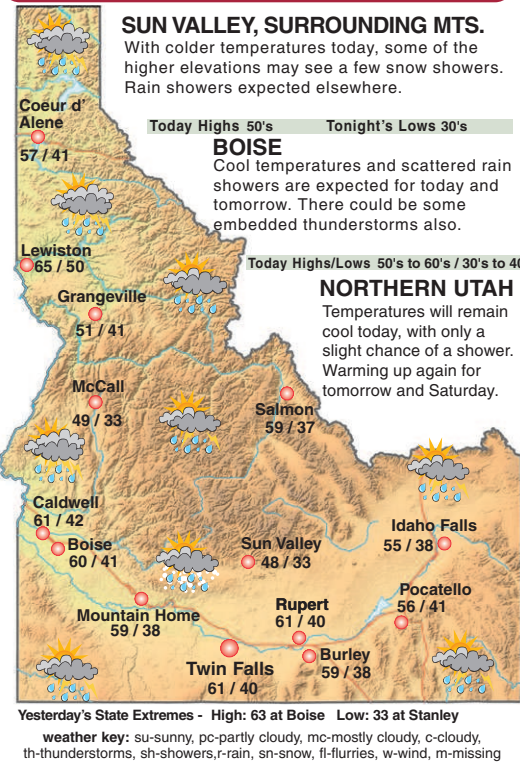 SUN VALLEY, SURROUNDING MTS.
With colder temperatures today, some of the
higher elevations may see a few snow showers.
Rain showers expected elsewhere.
Today Highs 50's Tonight's Lows 30's
BOISE
Cool temperatures and scattered rain
showers are expected for today and
tomorrow. There could be some
embedded thunderstorms also.
Today Highs/Lows 50's to 60's / 30's to 40
NORTHERN UTAH
Temperatures will remain
cool today, with only a
slight chance of a shower.
Warming up again for
tomorrow and Saturday.
Coeur d'
Alene
57 / 41
Lewiston
65 / 50
Grangeville
51 / 41
McCall
49 / 33
Salmon
59 / 37
Caldwell
61 / 42
Boise
60 / 41
Sun Valley
48 / 33
Idaho Falls
55 / 38
Pocatello
56 / 41
Mountain Home
59 / 38
Rupert
61 / 40
Burley
59 / 38
Twin Falls
61 / 40
Yesterday's State Extremes - High: 63 at Boise Low: 33 at Stanley
weather key: su-sunny, pc-partly cloudy, mc-mostly cloudy, c-cloudy,
th-thunderstorms, sh-showers,r-rain, sn-snow, fl-flurries, w-wind, m-missing